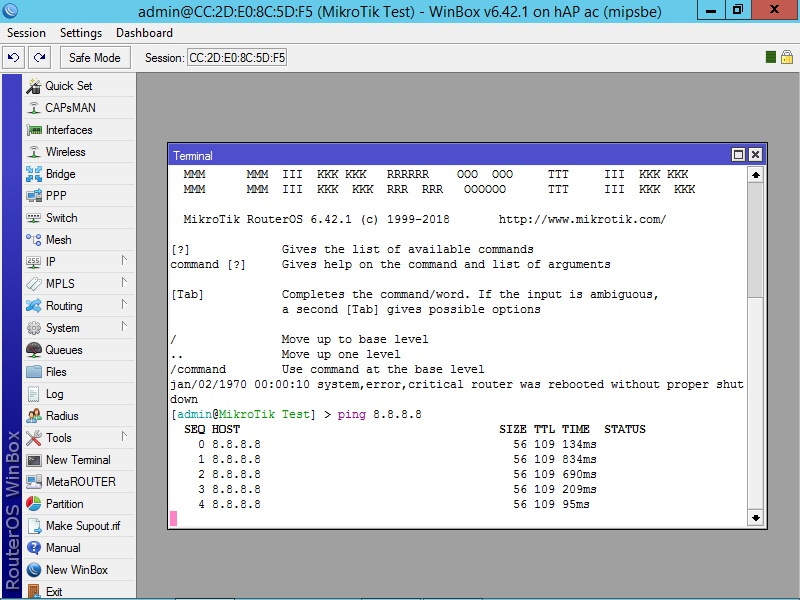 admin@CC:2D:E0:8C:5D:F5 (MikroTik Test) - WinBox v6.42.1 on hAP ac (mipsbe)
Session Settings Dashboard
Safe Mode Session: CC:2D:E0:8C:5D:F5
Quick Set
CAPsMAN
Interfaces
Wireless
Bridge
PPP
Switch
Mesh
IP
MPLS
Routing
System
Queues
Files
Log
Radius
Tools
New Terminal
MetaROUTER
Partition
Make Supout.rif
Manual
New WinBox
Exit
RouterOS WinBox
Terminal
MMM MMM III KKK KKK RRRRRR OOO OOO TTT III KKK KKK
MMM MMM III KKK KKK RRR RRR OOOOOO TTT III KKK KKK
MikroTik RouterOS 6.42.1 (c) 1999-2018 http://www.mikrotik.com/
[?] Gives the list of available commands
command [?] Gives help on the command and list of arguments
[Tab] Completes the command/word. If the input is ambiguous,
a second [Tab] gives possible options
/ Move up to base level
.. Move up one level
/command Use command at the base level
jan/02/1970 00:00:10 system,error,critical router was rebooted without proper shut
down
[admin@MikroTik Test] > ping 8.8.8.8
SEQ HOST SIZE TTL TIME STATUS
0 8.8.8.8 56 109 134ms
1 8.8.8.8 56 109 834ms
2 8.8.8.8 56 109 690ms
3 8.8.8.8 56 109 209ms
4 8.8.8.8 56 109 95ms